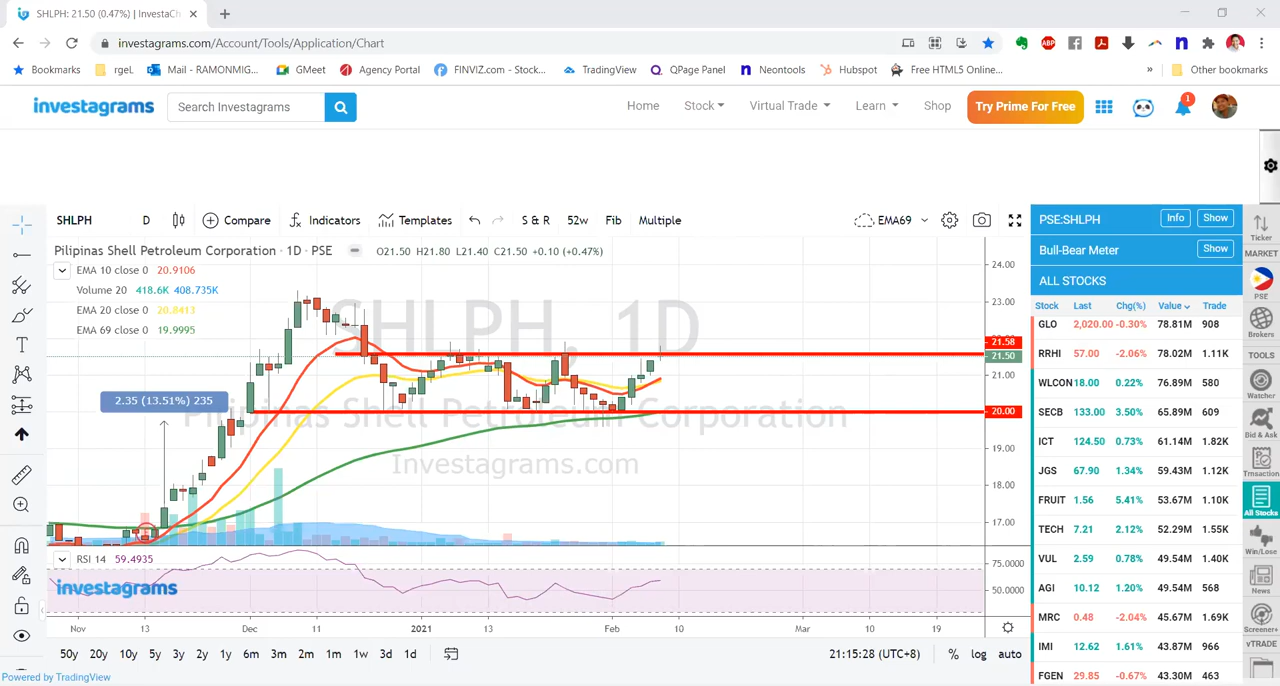 SHLPH: 21.50 (0.47%) | InvestaCh
investagrams.com/Account/Tools/Application/Chart
ABP
n
Bookmarks rgel Mail - RAMONMIG... GMeet Agency Portal FINVIZ.com - Stock... TradingView QPage Panel Neontools Hubspot Free HTML5 Online... » Other bookmarks
investagrams Search Investagrams Home Stock Virtual Trade Learn Shop Try Prime For Free 1
SHLPH D Compare Indicators Templates S & R 52w Fib Multiple EMA69
Pilipinas Shell Petroleum Corporation · 1D · PSE O21.50 H21.80 L21.40 C21.50 +0.10 (+0.47%)
EMA 10 close 0 20.9106
Volume 20 418.6K 408.735K
EMA 20 close 0 20.8413
EMA 69 close 0 19.9995
SHLPH, 1D
Pilipinas Shell Petroleum Corporation
Investagrams.com
2.35 (13.51%) 235
24.00
23.00
22.00
21.58
21.50
21.00
20.00
19.00
18.00
17.00
RSI 14 59.4935
investagrams
75.0000
50.0000
Nov 13 Dec 11 2021 13 Feb 10 Mar 10 19
50y 20y 10y 5y 3y 2y 1y 6m 3m 2m 1m 1w 3d 1d 21:15:28 (UTC+8) % log auto
Powered by TradingView
PSE:SHLPH Info Show
Bull-Bear Meter Show
ALL STOCKS
Stock Last Chg(%) Value Trade
GLO 2,020.00 -0.30% 78.81M 908
RRHI 57.00 -2.06% 78.02M 1.11K
WLCON 18.00 0.22% 76.89M 580
SECB 133.00 3.50% 65.89M 609
ICT 124.50 0.73% 61.14M 1.82K
JGS 67.90 1.34% 59.43M 1.12K
FRUIT 1.56 5.41% 53.67M 1.10K
TECH 7.21 2.12% 52.29M 1.55K
VUL 2.59 0.78% 49.54M 1.40K
AGI 10.12 1.20% 49.54M 568
MRC 0.48 -2.04% 45.67M 1.69K
IMI 12.62 1.61% 43.87M 966
FGEN 29.85 -0.67% 43.30M 463
Ticker
MARKET
PSE
Brokers
TOOLS
Watcher
Bid & Ask
Trnsaction
All Stocks
Win/Lose
News
Screener+
vTRADE